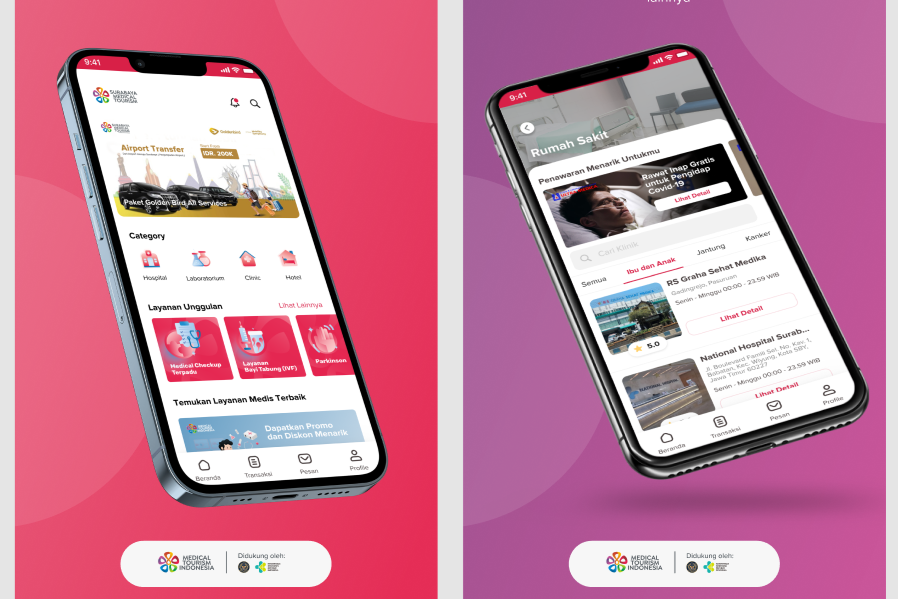 9:41
SURABAYA
MEDICAL
TOURISM
Airport Transfer
IDR. 200K
Paket Golden Bird All Services
Category
Hospital
Laboratorium
Clinic
Hotel
Layanan Unggulan
Lihat Lainnya
Medical Checkup
Terpadu
Layanan
Bayi Tabung (IVF)
Parkinson
Temukan Layanan Medis Terbaik
Dapatkan Promo
dan Diskon Menarik
Beranda
Transaksi
Pesan
Profile
MEDICAL
TOURISM
INDONESIA
Didukung oleh:
lainnya
9:41
Rumah Sakit
Penawaran Menarik Untukmu
Rawat Inap Gratis
untuk Pengidap
Covid-19
Lihat Detail
Cari Klinik
Semua
Ibu dan Anak
Jantung
Kanker
RS Graha Sehat Medika
Gadingrejo, Pasuruan
Senin - Minggu 00:00 - 23.59 WIB
Lihat Detail
5.0
National Hospital Surab...
Jl. Boulevard Famili Sel. No. Kav. 1,
Babatan, Kec. Wiyung, Kota SBY,
Jawa Timur 60227
Senin - Minggu 00:00 - 23.59 WIB
Lihat Detail
Beranda
Transaksi
Pesan
Profile
MEDICAL
TOURISM
INDONESIA
Didukung oleh: